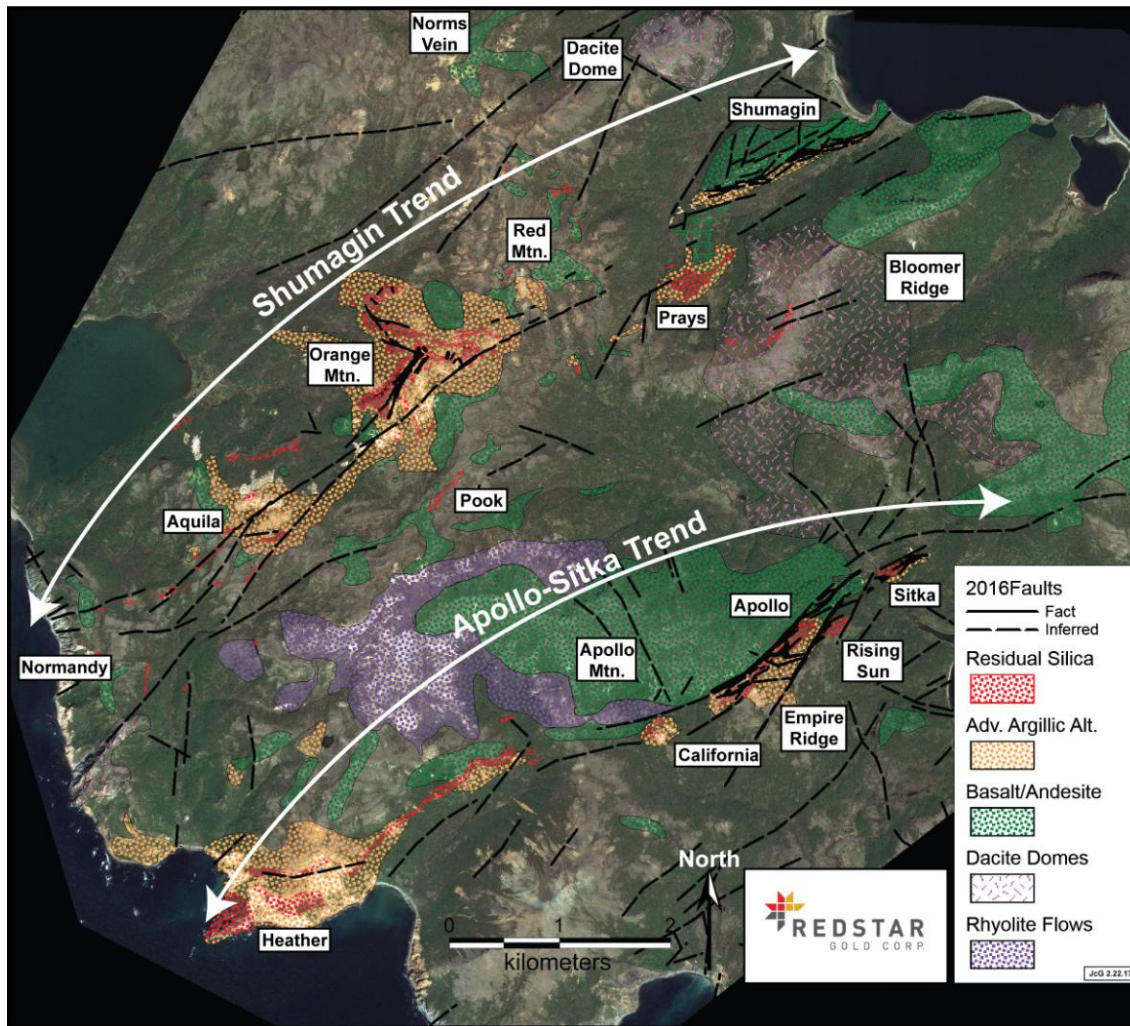 Norms
Vein
Dacite
Dome
Shumagin
Shumagin Trend
Red
Mtn.
Bloomer
Ridge
Prays
Orange
Mtn.
Pook
Aquila
Apollo-Sitka Trend
Normandy
Apollo
Sitka
Apollo
Mtn.
Rising
Sun
Empire
Ridge
California
Heather
North
0 1 2
kilometers
REDSTAR
GOLD CORP.
2016Faults
Fact
Inferred
Residual Silica
Adv. Argillic Alt.
Basalt/Andesite
Dacite Domes
Rhyolite Flows
JcG 2.22.17